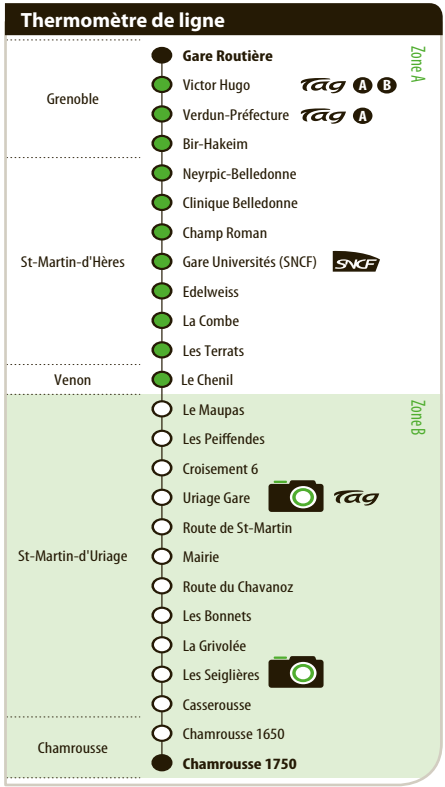 Thermomètre de ligne
Zone A
Grenoble
Gare Routière
Victor Hugo Tag A B
Verdun-Préfecture Tag A
Bir-Hakeim
St-Martin-d'Hères
Neyrpic-Belledonne
Clinique Belledonne
Champ Roman
Gare Universités (SNCF) SNCF
Edelweiss
La Combe
Les Terrats
Venon
Le Chenil
Zone B
St-Martin-d'Uriage
Le Maupas
Les Peiffendes
Croisement 6
Uriage Gare Tag
Route de St-Martin
Mairie
Route du Chavanoz
Les Bonnets
La Grivolée
Les Seiglières
Casserousse
Chamrousse
Chamrousse 1650
Chamrousse 1750